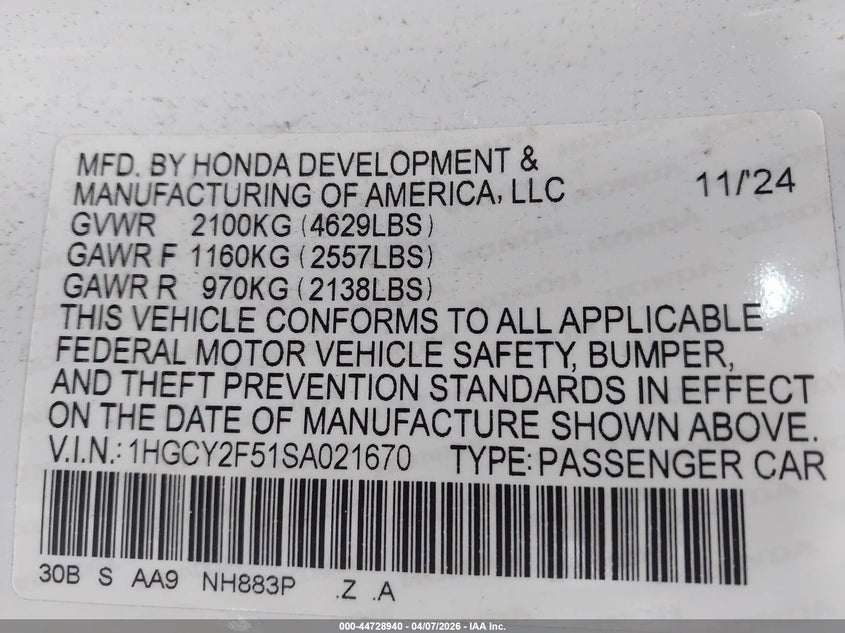 MFD. BY HONDA DEVELOPMENT &
MANUFACTURING OF AMERICA, LLC 11/'24
GVWR 2100KG (4629LBS)
GAWR F 1160KG (2557LBS)
GAWR R 970KG (2138LBS)
THIS VEHICLE CONFORMS TO ALL APPLICABLE
FEDERAL MOTOR VEHICLE SAFETY, BUMPER,
AND THEFT PREVENTION STANDARDS IN EFFECT
ON THE DATE OF MANUFACTURE SHOWN ABOVE.
V.I.N.: 1HGCY2F51SA021670 TYPE: PASSENGER CAR
30B S AA9 NH883P .Z .A
000-44728940 - 04/07/2026 - IAA Inc.